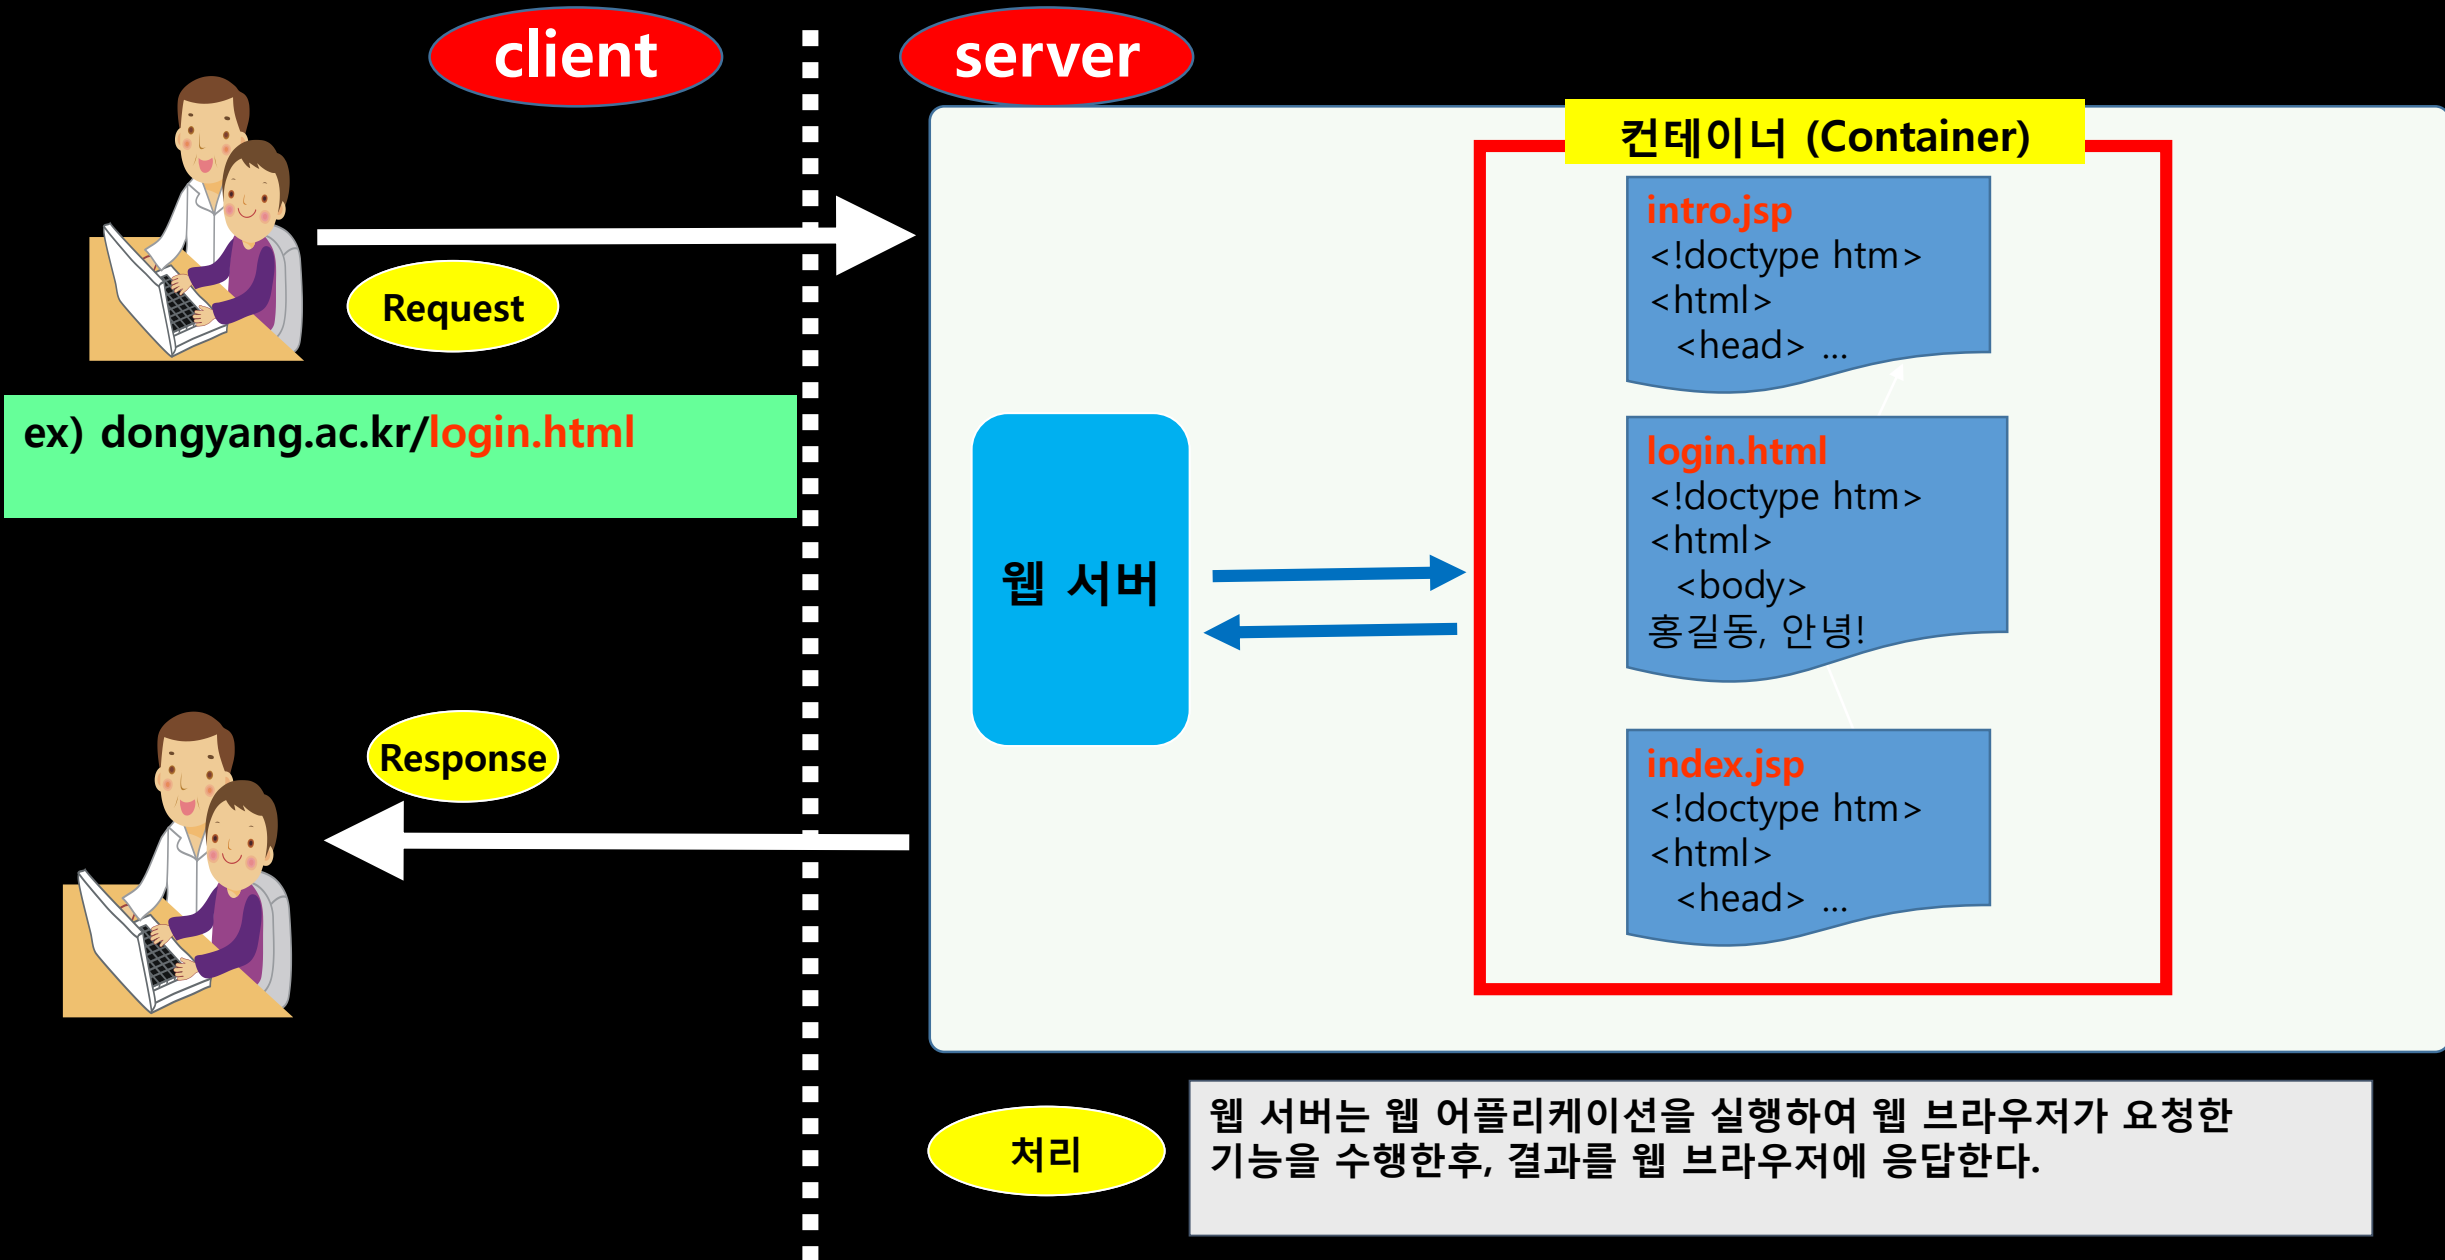 client
server
컨테이너 (Container)
intro.jsp
<!doctype htm>
<html>
<head> ...
Request
ex) dongyang.ac.kr/login.html
login.html
<!doctype htm>
<html>
<body>
홍길동, 안녕!
웹 서버
Response
index.jsp
<!doctype htm>
<html>
<head> ...
처리
웹 서버는 웹 어플리케이션을 실행하여 웹 브라우저가 요청한
기능을 수행한후, 결과를 웹 브라우저에 응답한다.